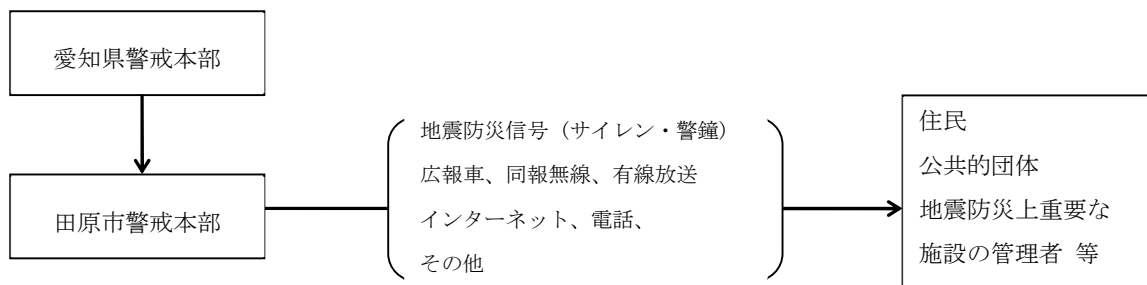 愛知県警戒本部
田原市警戒本部
地震防災信号（サイレン・警鐘）
広報車、同報無線、有線放送
インターネット、電話、
その他
住民
公共的団体
地震防災上重要な
施設の管理者 等